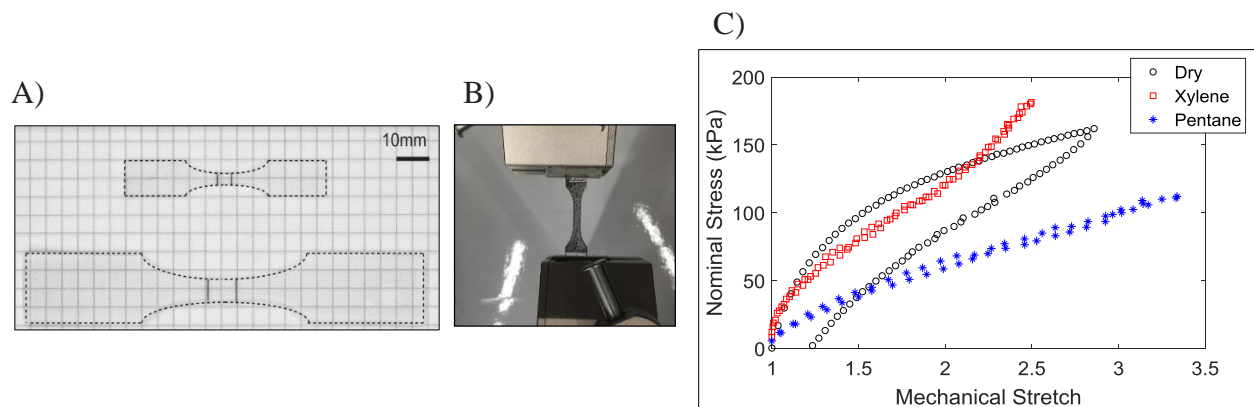 A)
B)
C)
10mm
Dry
Xylene
Pentane
200
150
100
50
0
Nominal Stress (kPa)
1
1.5
2
2.5
3
3.5
Mechanical Stretch